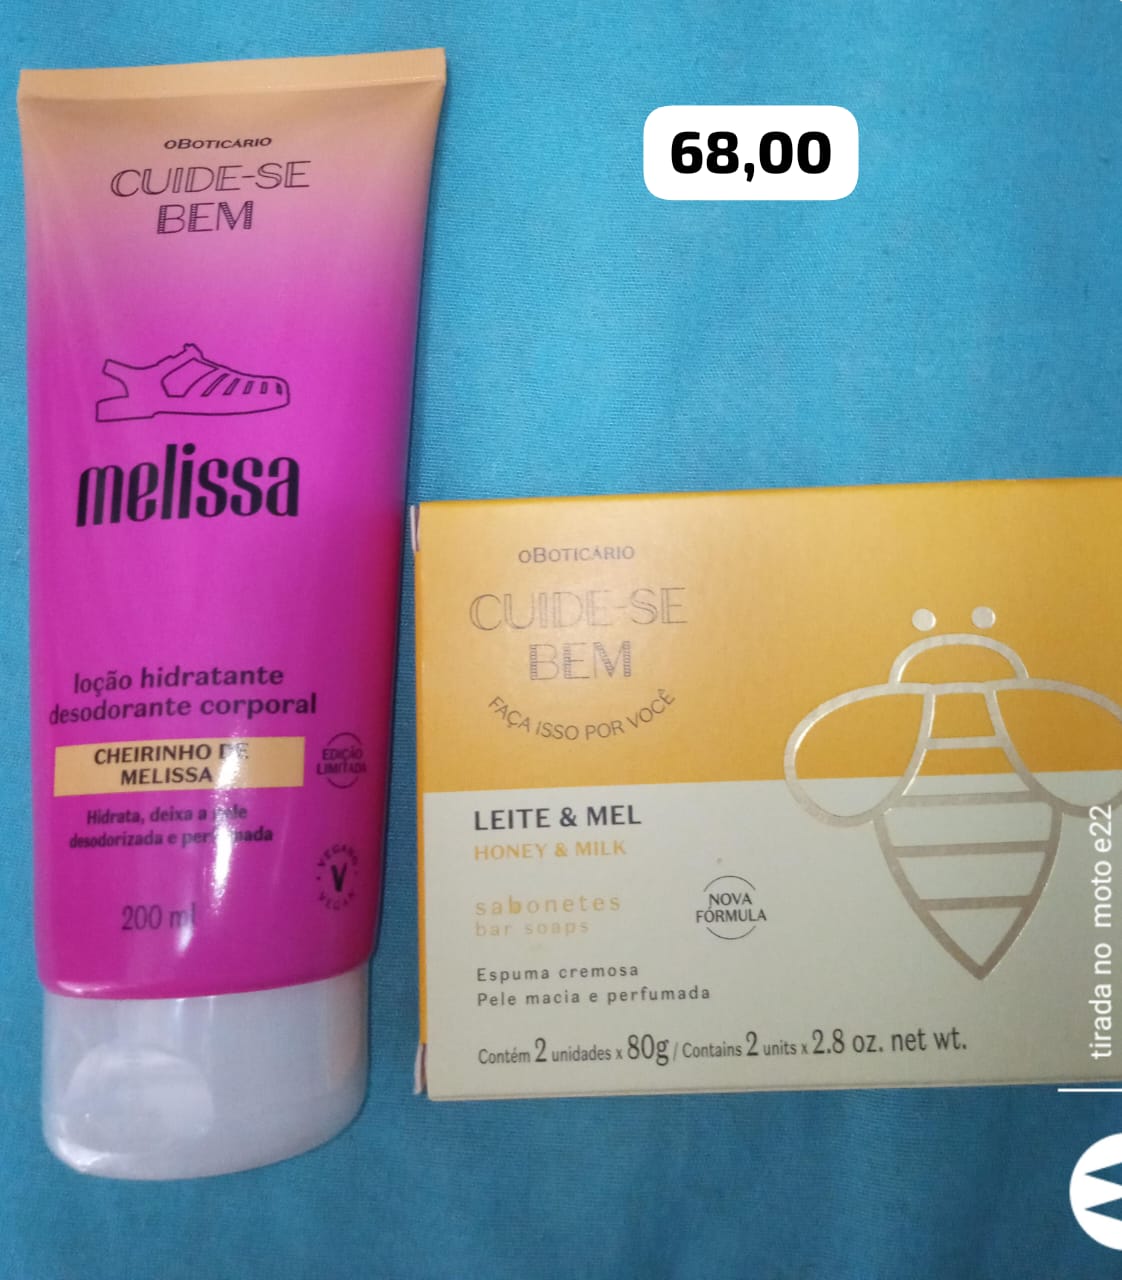 OBOTICÁRIO
CUIDE-SE
BEM
melissa
loção hidratante
desodorante corporal
CHEIRINHO DE
MELISSA
EDIÇÃO
LIMITADA
Hidrata, deixa a pele
desodorizada e perfumada
VEGANO
V
VEGAN
200 ml
68,00
OBOTICÁRIO
CUIDE-SE
BEM
FAÇA ISSO POR VOCÊ
LEITE & MEL
HONEY & MILK
sabonetes
bar soaps
NOVA
FÓRMULA
Espuma cremosa
Pele macia e perfumada
Contém 2 unidades x 80g / Contains 2 units x 2.8 oz. net wt.
tirada no moto e22